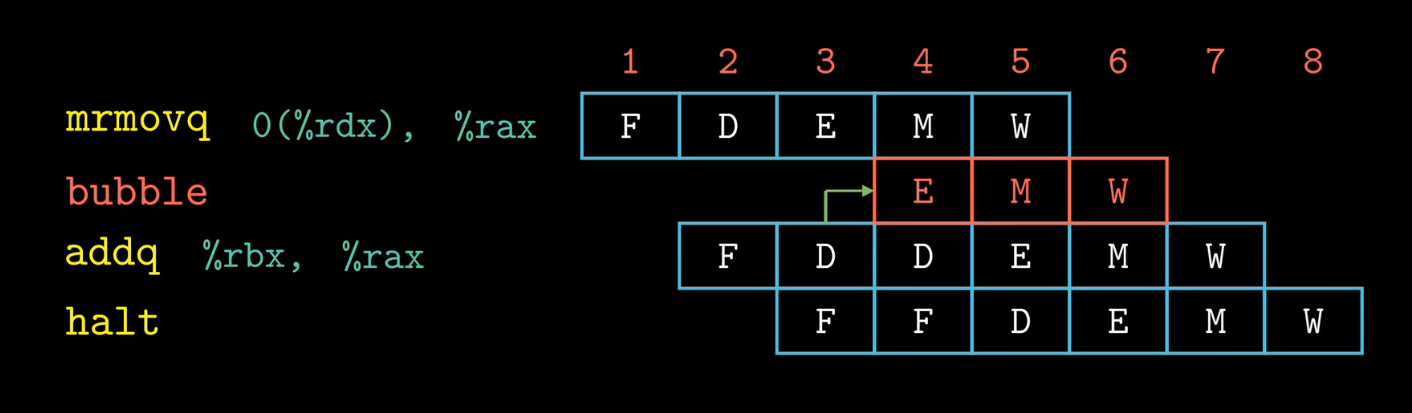 1 2 3 4 5 6 7 8
mrmovq 0(%rdx), %rax F D E M W
bubble E M W
addq %rbx, %rax F D D E M W
halt F F D E M W